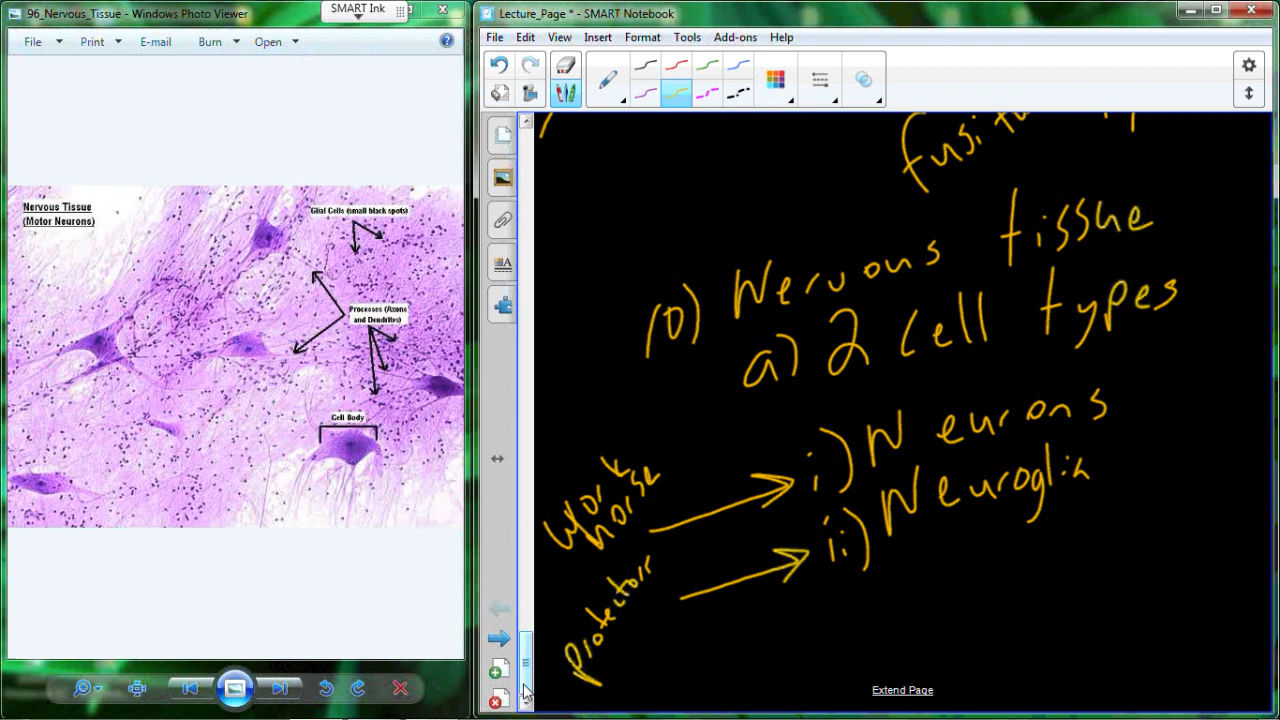 96_Nervous_Tissue - Windows Photo Viewer
SMART Ink
File Print E-mail Burn Open
Nervous Tissue
(Motor Neurons)
Glial Cells (small black spots)
Processes (Axons
and Dendrites)
Cell Body
Lecture_Page * - SMART Notebook
File Edit View Insert Format Tools Add-ons Help
10) Nervous tissue
a) 2 cell types
i) Neurons
ii) Neuroglia
Work
horse
protectors
Extend Page